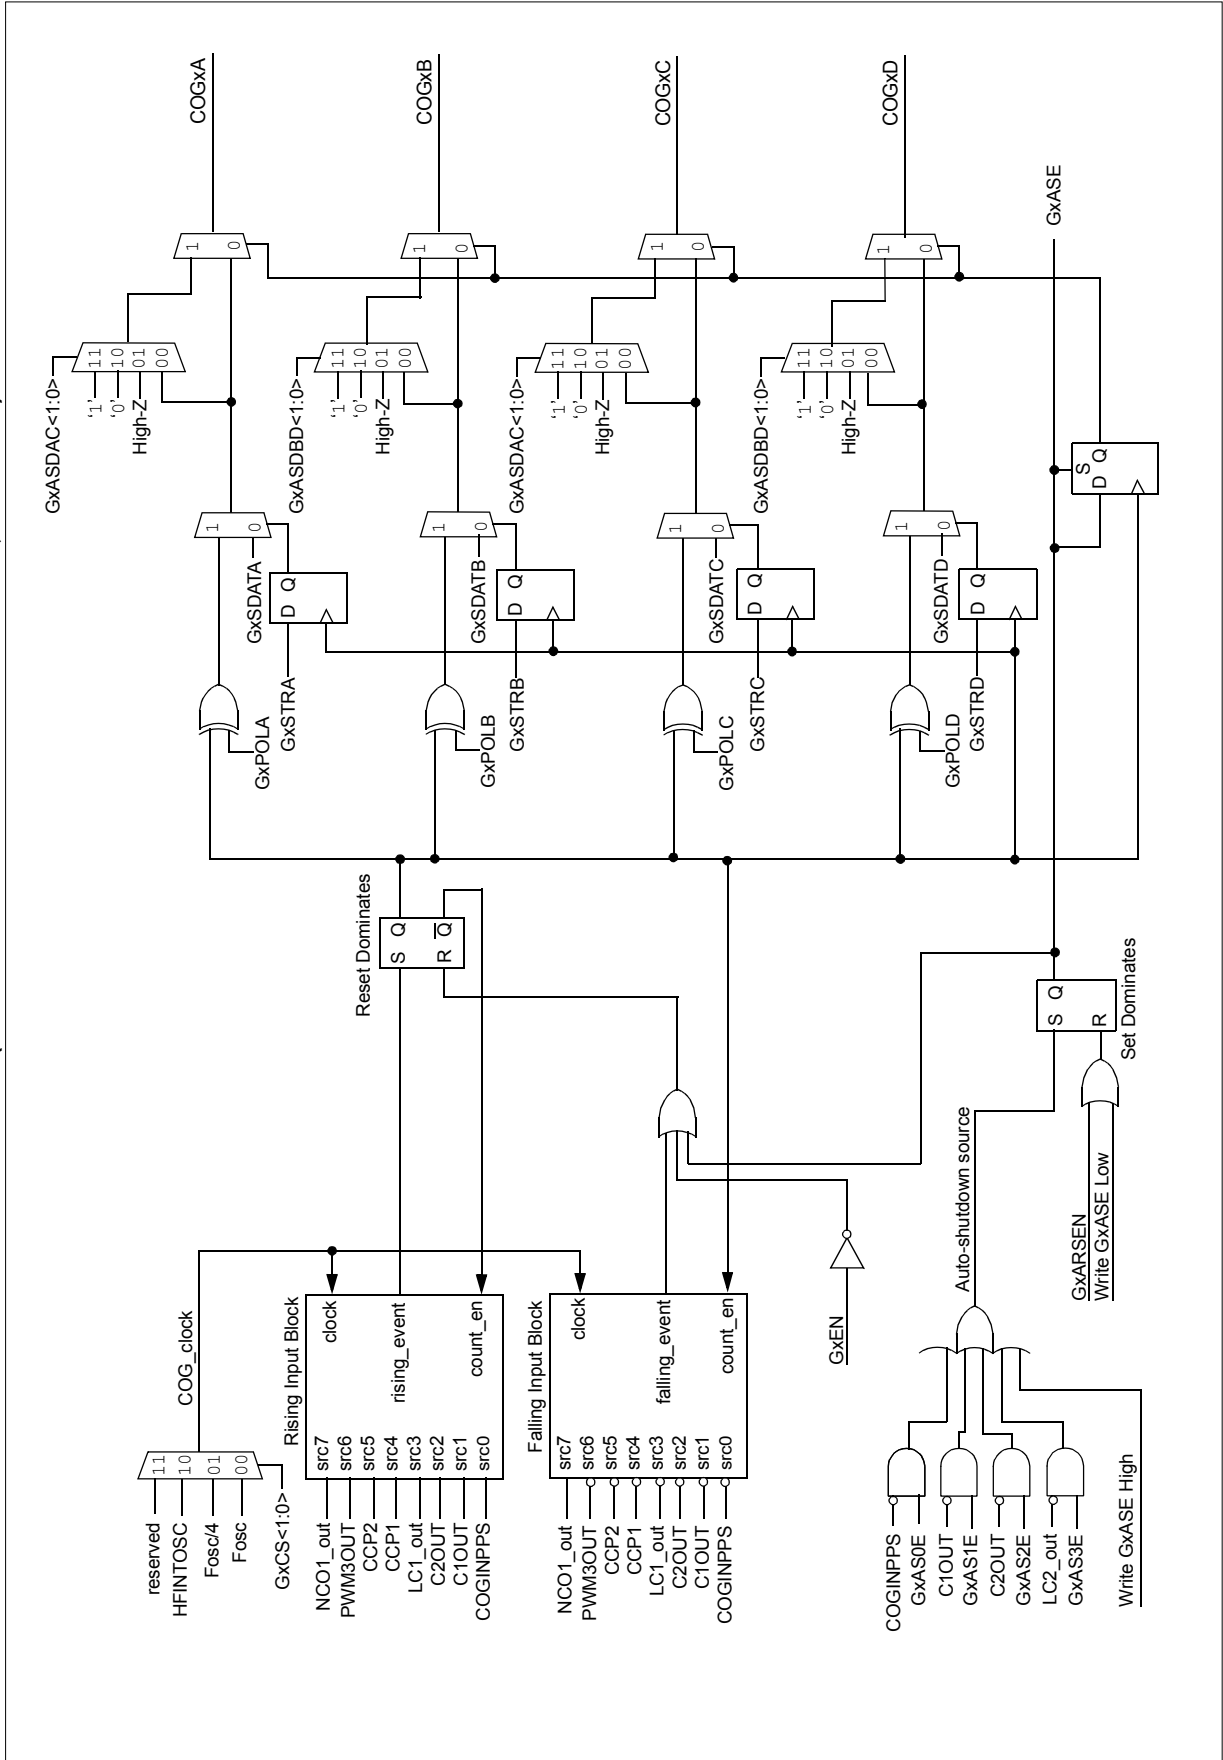 reserved
HFINTOSC
Fosc/4
Fosc
GxCS<1:0>
11
10
01
00
COG_clock
Rising Input Block
NCO1_out
PWM3OUT
CCP2
CCP1
LC1_out
C2OUT
C1OUT
COGINPPS
src7
src6
src5
src4
src3
src2
src1
src0
clock
rising_event
count_en
Falling Input Block
NCO1_out
PWM3OUT
CCP2
CCP1
LC1_out
C2OUT
C1OUT
COGINPPS
src7
src6
src5
src4
src3
src2
src1
src0
clock
falling_event
count_en
GxEN
COGINPPS
GxAS0E
C1OUT
GxAS1E
C2OUT
GxAS2E
LC2_out
GxAS3E
Write GxASE High
Auto-shutdown source
GxARSEN
Write GxASE Low
S Q
R
Set Dominates
Reset Dominates
S Q
R Q
GxPOLA
GxSTRA
GxSDATA
D Q
1
0
GxASDAC<1:0>
'1'
'0'
High-Z
11
10
01
00
1
0
COGxA
GxPOLB
GxSTRB
GxSDATB
D Q
1
0
GxASDBD<1:0>
'1'
'0'
High-Z
11
10
01
00
1
0
COGxB
GxPOLC
GxSTRC
GxSDATC
D Q
1
0
GxASDAC<1:0>
'1'
'0'
High-Z
11
10
01
00
1
0
COGxC
GxPOLD
GxSTRD
GxSDATD
D Q
1
0
GxASDBD<1:0>
'1'
'0'
High-Z
11
10
01
00
1
0
COGxD
S
D Q
GxASE